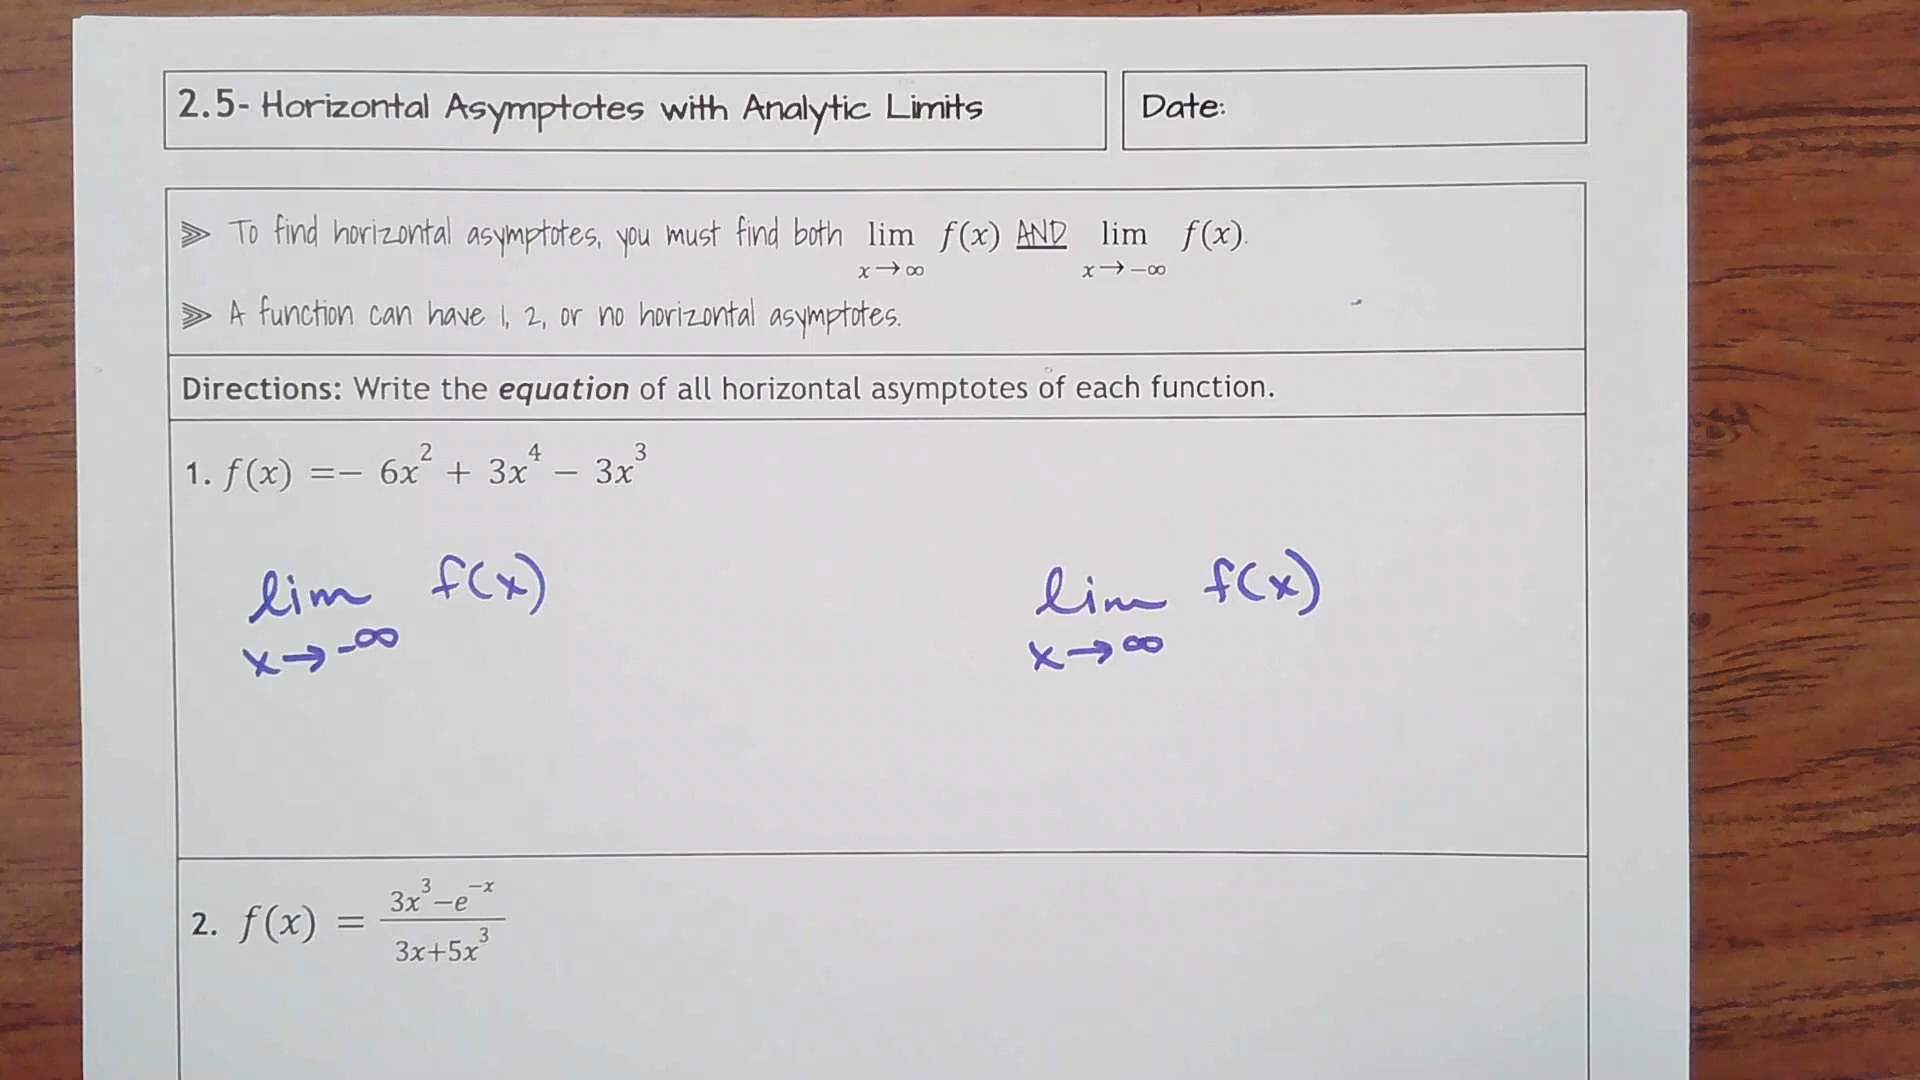 2.5- Horizontal Asymptotes with Analytic Limits
Date:
⫸ To find horizontal asymptotes, you must find both lim f(x) AND lim f(x).
x→∞ x→-∞
⫸ A function can have 1, 2, or no horizontal asymptotes.
Directions: Write the equation of all horizontal asymptotes of each function.
1. f(x) =− 6x² + 3x⁴ − 3x³
lim f(x)
x→-∞
lim f(x)
x→∞
2. f(x) = (3x³−e⁻ˣ)/(3x+5x³)